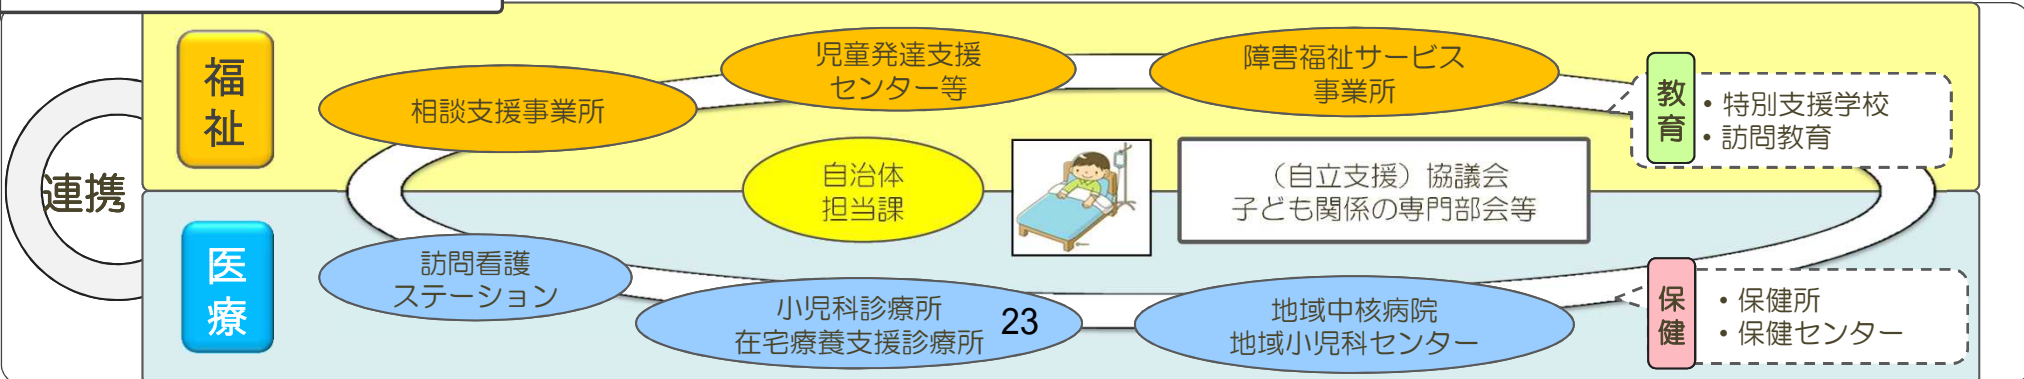 連携
福
祉
相談支援事業所
児童発達支援
センター等
障害福祉サービス
事業所
教
育
・特別支援学校
・訪問教育
自治体
担当課
（自立支援）協議会
子ども関係の専門部会等
医
療
訪問看護
ステーション
小児科診療所
在宅療養支援診療所
23
地域中核病院
地域小児科センター
保
健
・保健所
・保健センター